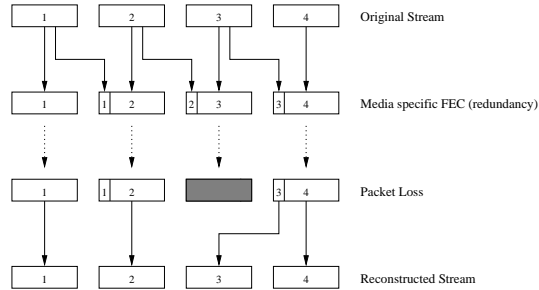 1 2 3 4 Original Stream
1 1 2 2 3 3 4 Media specific FEC (redundancy)
1 1 2 3 4 Packet Loss
1 2 3 4 Reconstructed Stream